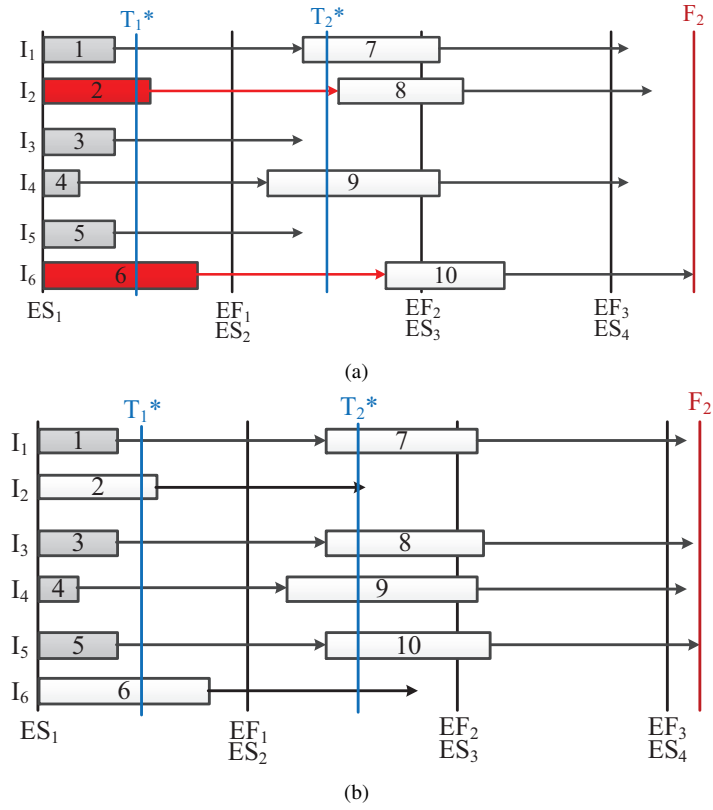 T₁* T₂* F₂
I₁ 1 7
I₂ 2 8
I₃ 3
I₄ 4 9
I₅ 5
I₆ 6 10
ES₁ EF₁ EF₂ EF₃
ES₂ ES₃ ES₄
(a)
T₁* T₂* F₂
I₁ 1 7
I₂ 2
I₃ 3 8
I₄ 4 9
I₅ 5 10
I₆ 6
ES₁ EF₁ EF₂ EF₃
ES₂ ES₃ ES₄
(b)